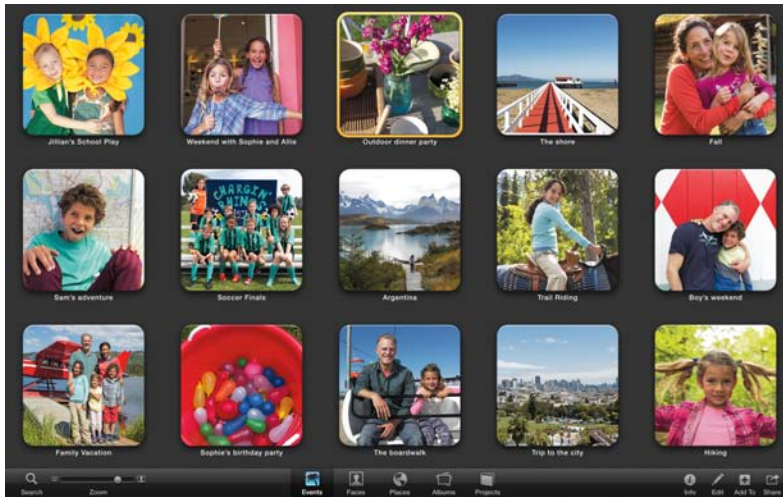 Jillian's School Play
Weekend with Sophie and Allie
Outdoor dinner party
The shore
Fall
CHARGIN'
RHINOS
Sam's adventure
Soccer Finals
Argentina
Trail Riding
Boy's weekend
Family Vacation
Sophie's birthday party
The boardwalk
Trip to the city
Hiking
Search
Zoom
Events
Faces
Places
Albums
Projects
Info
Edit
Add To
Share